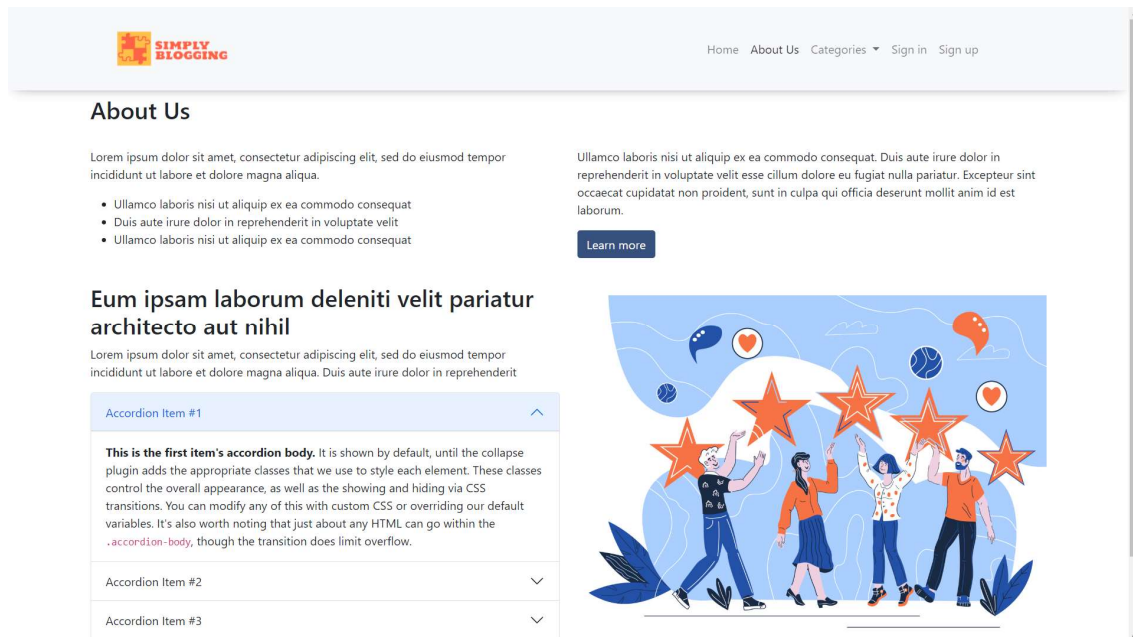 SIMPLY
BLOGGING
Home About Us Categories Sign in Sign up
About Us
Lorem ipsum dolor sit amet, consectetur adipiscing elit, sed do eiusmod tempor
incididunt ut labore et dolore magna aliqua.
Ullamco laboris nisi ut aliquip ex ea commodo consequat
Duis aute irure dolor in reprehenderit in voluptate velit
Ullamco laboris nisi ut aliquip ex ea commodo consequat
Ullamco laboris nisi ut aliquip ex ea commodo consequat. Duis aute irure dolor in
reprehenderit in voluptate velit esse cillum dolore eu fugiat nulla pariatur. Excepteur sint
occaecat cupidatat non proident, sunt in culpa qui officia deserunt mollit anim id est
laborum.
Learn more
Eum ipsam laborum deleniti velit pariatur
architecto aut nihil
Lorem ipsum dolor sit amet, consectetur adipiscing elit, sed do eiusmod tempor
incididunt ut labore et dolore magna aliqua. Duis aute irure dolor in reprehenderit
Accordion Item #1
This is the first item's accordion body. It is shown by default, until the collapse
plugin adds the appropriate classes that we use to style each element. These classes
control the overall appearance, as well as the showing and hiding via CSS
transitions. You can modify any of this with custom CSS or overriding our default
variables. It's also worth noting that just about any HTML can go within the
.accordion-body, though the transition does limit overflow.
Accordion Item #2
Accordion Item #3